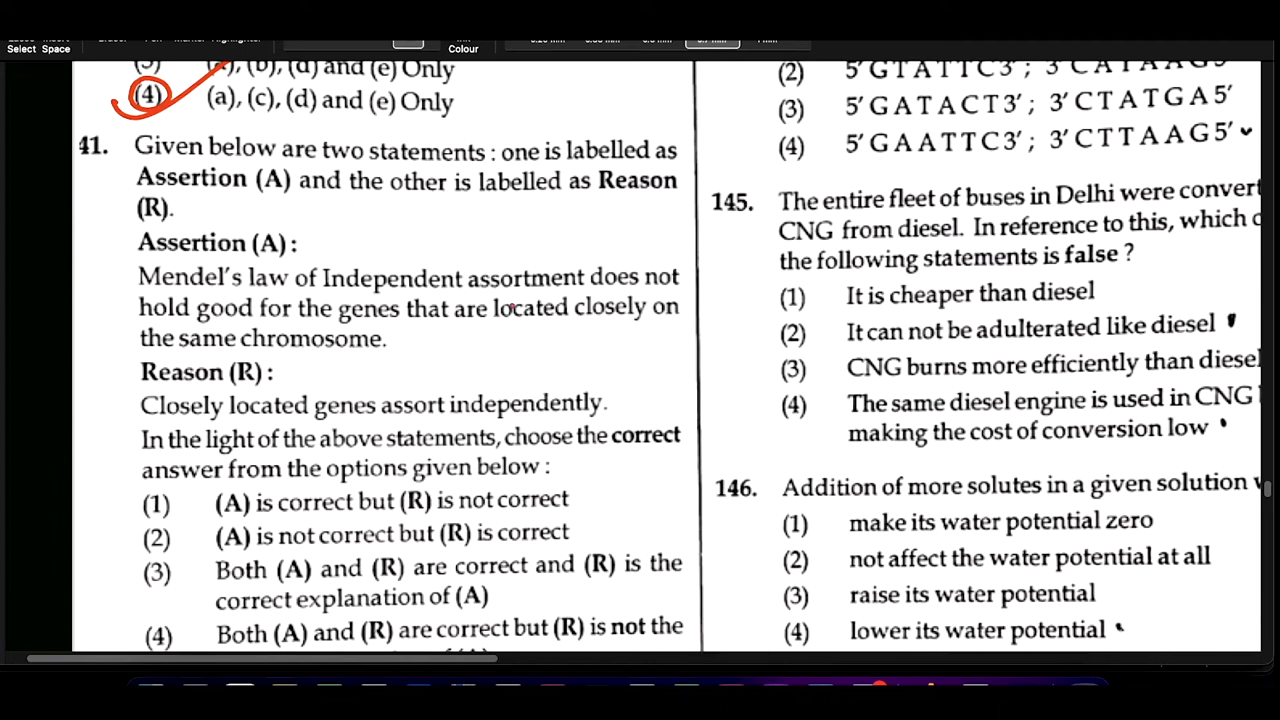 Select Space
Colour
(a), (b), (d) and (e) Only
(4) (a), (c), (d) and (e) Only
41. Given below are two statements : one is labelled as
Assertion (A) and the other is labelled as Reason
(R).
Assertion (A) :
Mendel's law of Independent assortment does not
hold good for the genes that are located closely on
the same chromosome.
Reason (R) :
Closely located genes assort independently.
In the light of the above statements, choose the correct
answer from the options given below :
(1) (A) is correct but (R) is not correct
(2) (A) is not correct but (R) is correct
(3) Both (A) and (R) are correct and (R) is the
correct explanation of (A)
(4) Both (A) and (R) are correct but (R) is not the
(2) 5'GTATTC3' ; 3'CATAAG5'
(3) 5'GATACT3' ; 3'CTATGA5'
(4) 5'GAATTC3' ; 3'CTTAAG5'
145. The entire fleet of buses in Delhi were convert
CNG from diesel. In reference to this, which
the following statements is false ?
(1) It is cheaper than diesel
(2) It can not be adulterated like diesel
(3) CNG burns more efficiently than diesel
(4) The same diesel engine is used in CNG
making the cost of conversion low
146. Addition of more solutes in a given solution
(1) make its water potential zero
(2) not affect the water potential at all
(3) raise its water potential
(4) lower its water potential